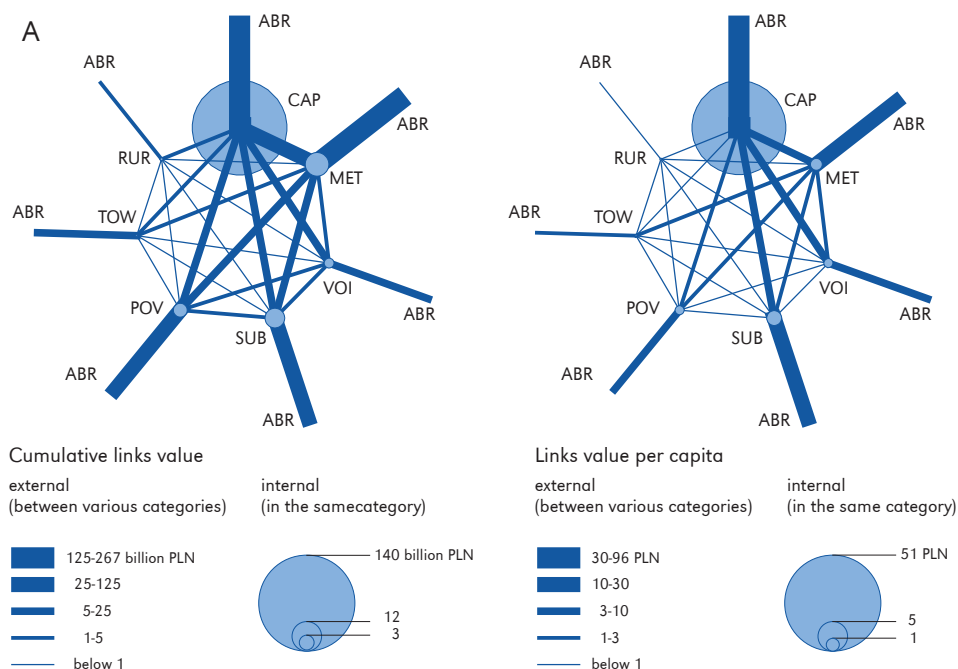 A
ABR
ABR
CAP
ABR
RUR
MET
TOW
ABR
POV
VOI
SUB
ABR
ABR
ABR
ABR
ABR
CAP
ABR
RUR
MET
TOW
ABR
POV
VOI
SUB
ABR
ABR
ABR
Cumulative links value
external
(between various categories)
internal
(in the samecategory)
125-267 billion PLN
25-125
5-25
1-5
below 1
140 billion PLN
12
3
Links value per capita
external
(between various categories)
internal
(in the same category)
30-96 PLN
10-30
3-10
1-3
below 1
51 PLN
5
1